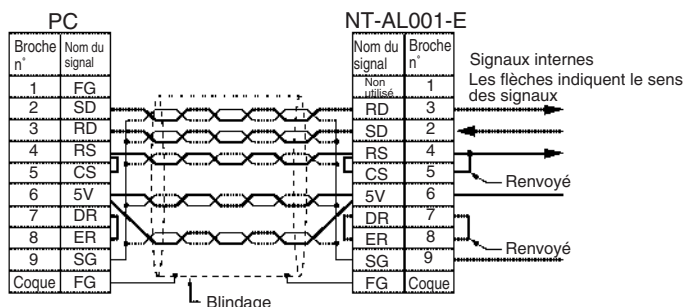 PC
NT-AL001-E
Broche n° Nom du signal
Nom du signal Broche n°
Signaux internes
Les flèches indiquent le sens des signaux
1 FG
Non utilisé 1
2 SD
RD 3
3 RD
SD 2
4 RS
RS 4
5 CS
CS 5
Renvoyé
6 5V
5V 6
7 DR
DR 7
8 ER
ER 8
Renvoyé
9 SG
SG 9
Coque FG
FG Coque
Blindage